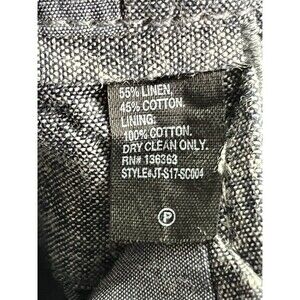 55% LINEN,
45% COTTON.
LINING:
100% COTTON.
DRY CLEAN ONLY.
RN# 136363
STYLE#JT-S17-SC004
P